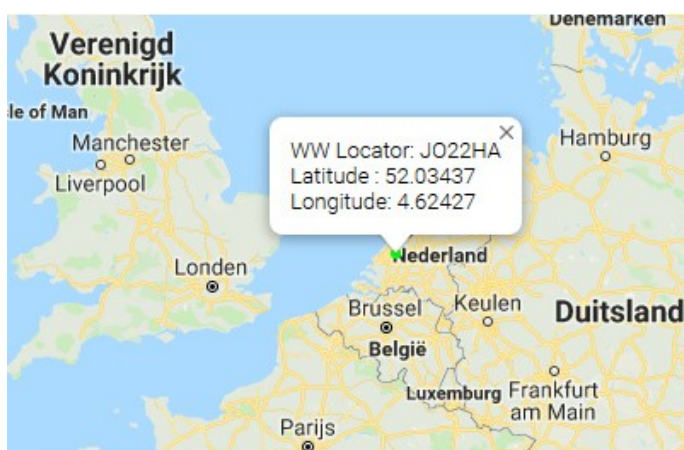 Denemarken
Verenigd
Koninkrijk
sle of Man
Manchester
Liverpool
Hamburg
WW Locator: JO22HA
Latitude : 52.03437
Longitude: 4.62427
Nederland
Londen
Brussel
Keulen
Duitsland
België
Luxemburg
Frankfurt
am Main
Parijs